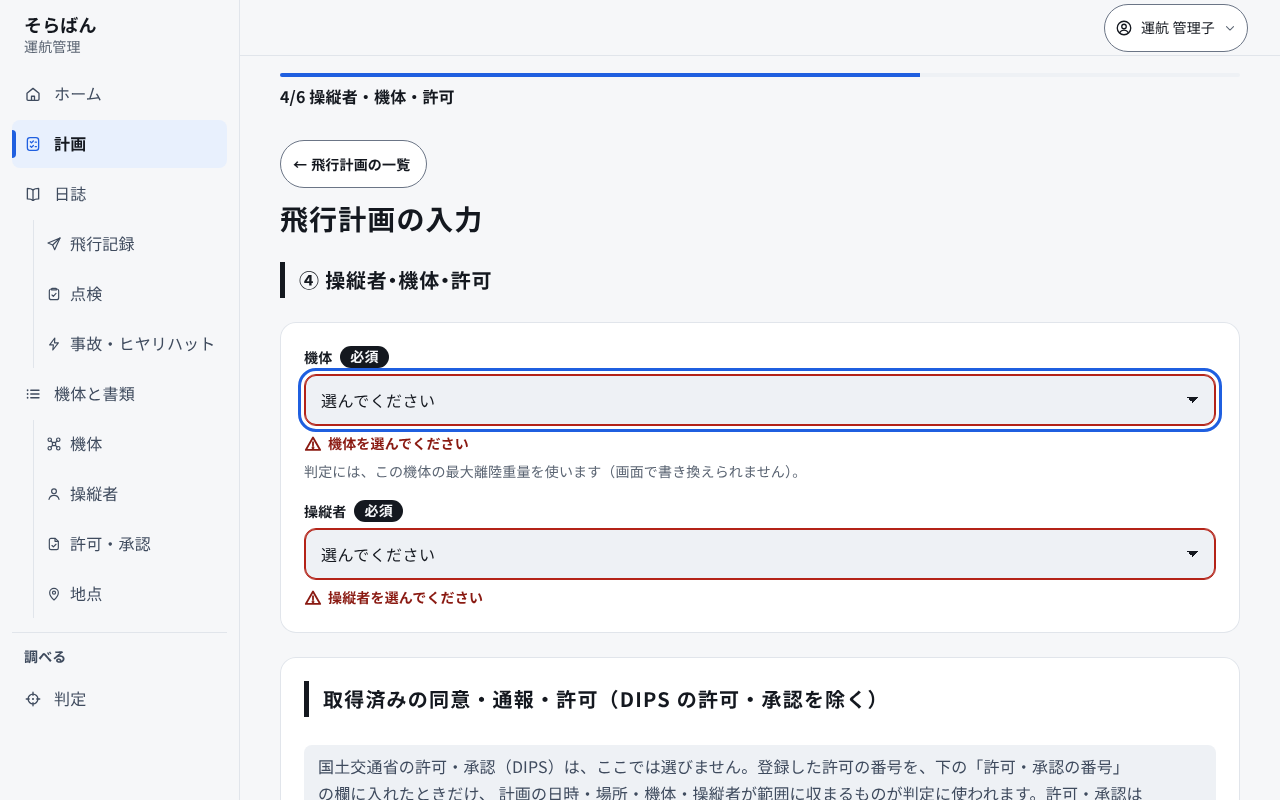 そらばん
運航管理
運航 管理子
ホーム
計画
日誌
飛行記録
点検
事故・ヒヤリハット
機体と書類
機体
操縦者
許可・承認
地点
調べる
判定
4/6 操縦者・機体・許可
← 飛行計画の一覧
飛行計画の入力
④ 操縦者・機体・許可
機体 必須
選んでください
機体を選んでください
判定には、この機体の最大離陸重量を使います（画面で書き換えられません）。
操縦者 必須
選んでください
操縦者を選んでください
取得済みの同意・通報・許可（DIPS の許可・承認を除く）
国土交通省の許可・承認（DIPS）は、ここでは選びません。登録した許可の番号を、下の「許可・承認の番号」
の欄に入れたときだけ、 計画の日時・場所・機体・操縦者が範囲に収まるものが判定に使われます。許可・承認は